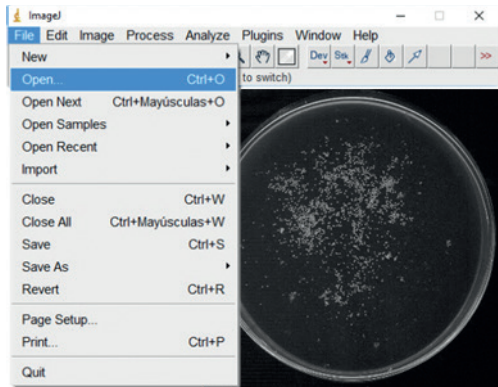 ImageJ
File Edit Image Process Analyze Plugins Window Help
Dev Stk >>
to switch)
New
Open... Ctrl+O
Open Next Ctrl+Mayúsculas+O
Open Samples
Open Recent
Import
Close Ctrl+W
Close All Ctrl+Mayúsculas+W
Save Ctrl+S
Save As
Revert Ctrl+R
Page Setup...
Print... Ctrl+P
Quit